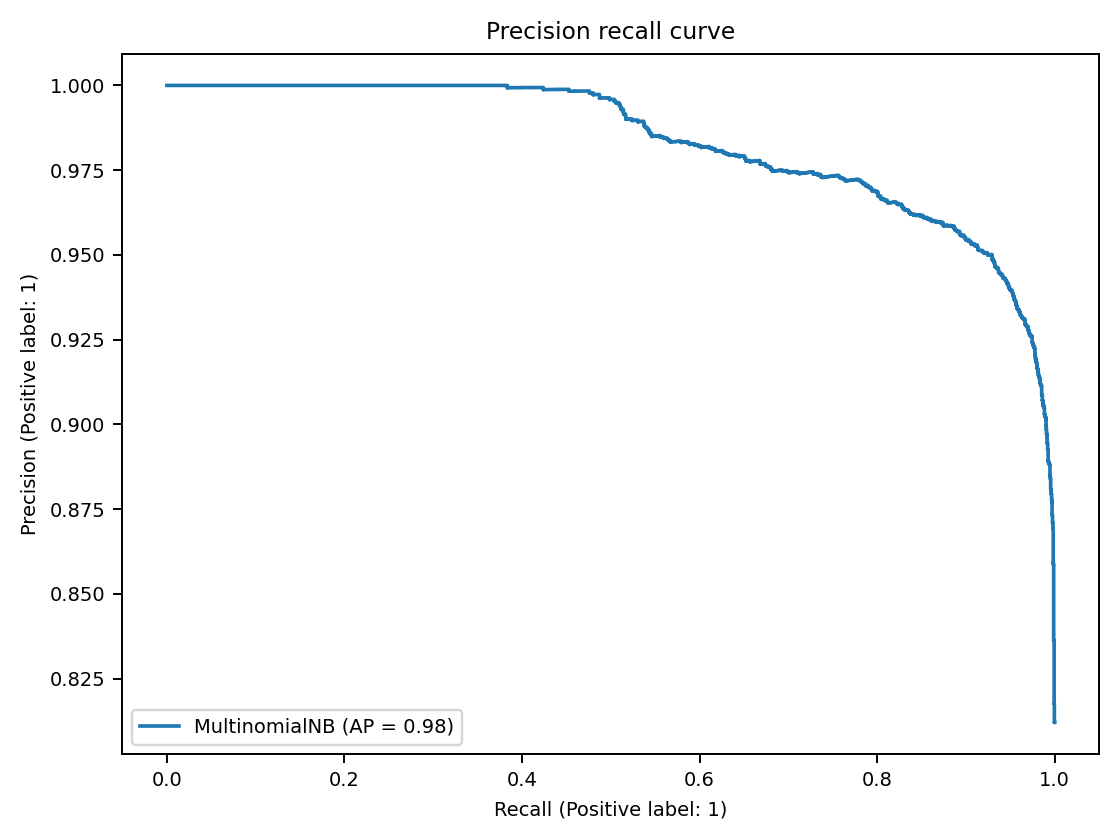 Precision recall curve
1.000
0.975
0.950
0.925
0.900
0.875
0.850
0.825
Precision (Positive label: 1)
MultinomialNB (AP = 0.98)
0.0 0.2 0.4 0.6 0.8 1.0
Recall (Positive label: 1)